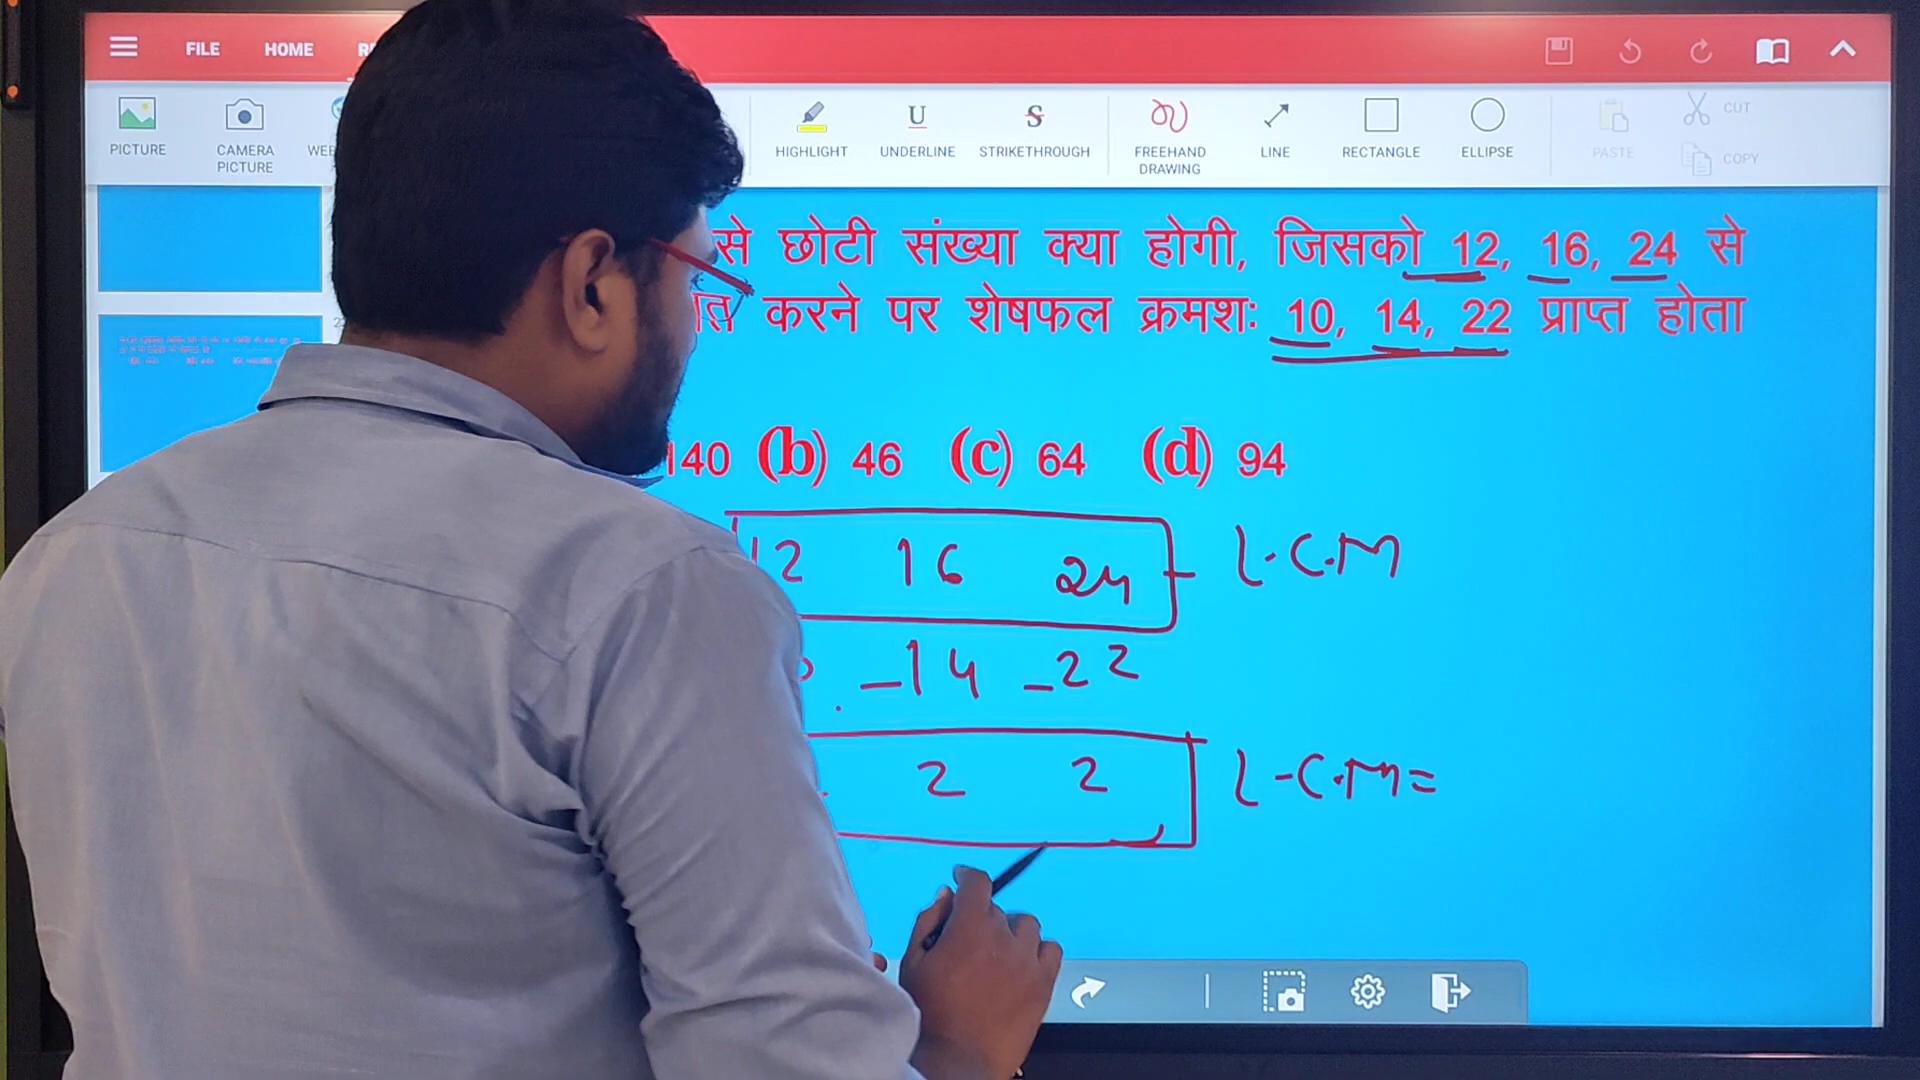 FILE HOME
PICTURE CAMERA PICTURE HIGHLIGHT UNDERLINE STRIKETHROUGH FREEHAND DRAWING LINE RECTANGLE ELLIPSE PASTE CUT COPY
से छोटी संख्या क्या होगी, जिसको 12, 16, 24 से
करने पर शेषफल क्रमशः 10, 14, 22 प्राप्त होता
140 (b) 46 (c) 64 (d) 94
12 16 24 L.C.M
-14 -22
2 2 L-C.M=